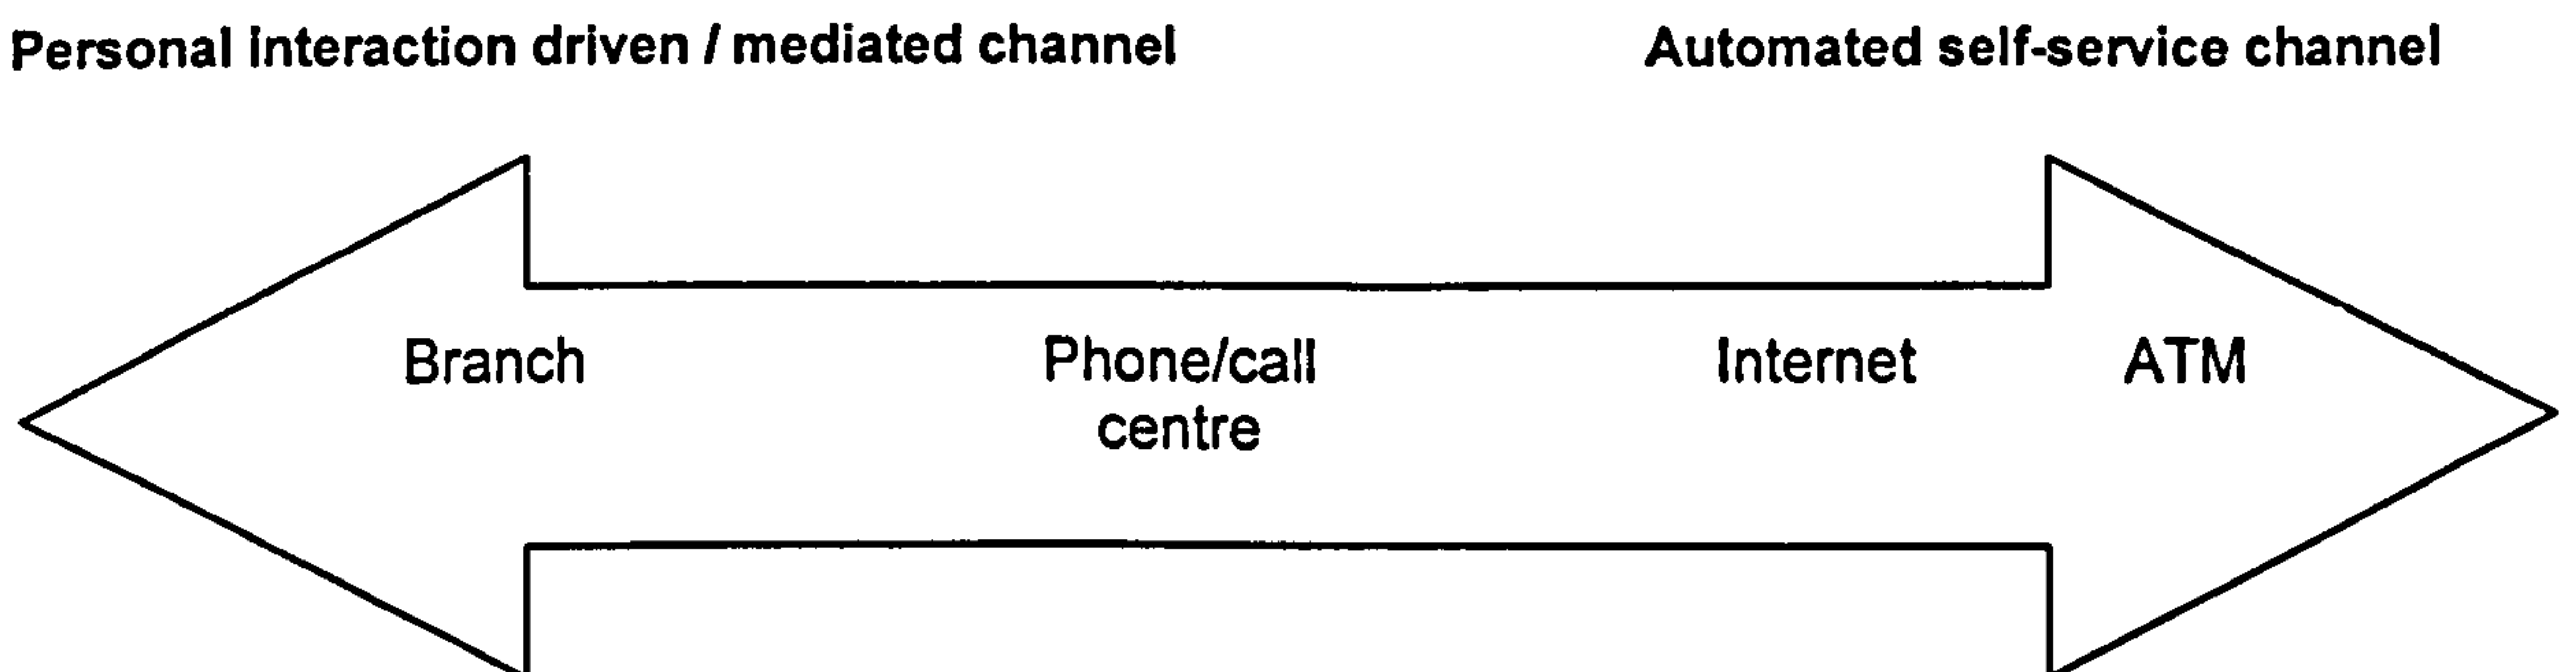 Personal interaction driven / mediated channel
Automated self-service channel
Branch
Phone/call
centre
Internet
ATM